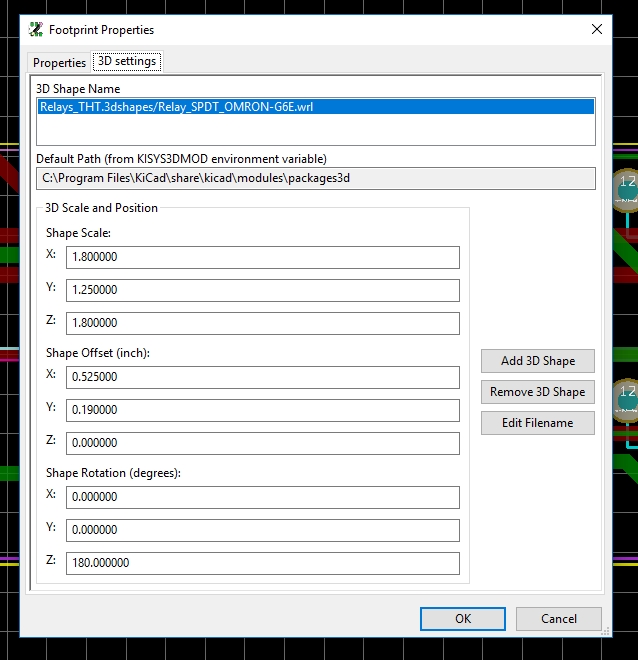 Footprint Properties
Properties
3D settings
3D Shape Name
Relays_THT.3dshapes/Relay_SPDT_OMRON-G6E.wrl
Default Path (from KISYS3DMOD environment variable)
C:\Program Files\KiCad\share\kicad\modules\packages3d
3D Scale and Position
Shape Scale:
X: 1.800000
Y: 1.250000
Z: 1.800000
Shape Offset (inch):
X: 0.525000
Y: 0.190000
Z: 0.000000
Shape Rotation (degrees):
X: 0.000000
Y: 0.000000
Z: 180.000000
Add 3D Shape
Remove 3D Shape
Edit Filename
OK
Cancel
12
12